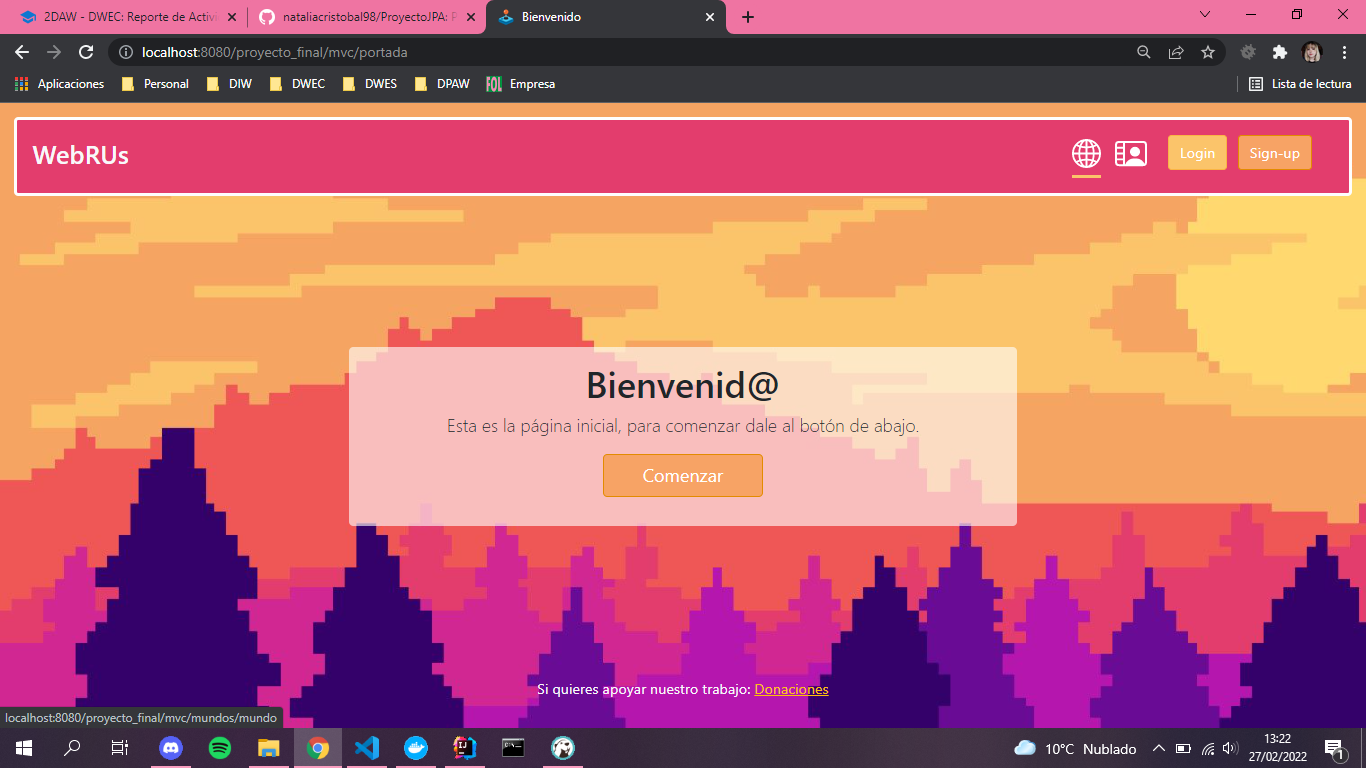 2DAW - DWEC: Reporte de Activi
nataliacristobal98/ProyectoJPA: P
Bienvenido
localhost:8080/proyecto_final/mvc/portada
Aplicaciones
Personal
DIW
DWEC
DWES
DPAW
FOL
Empresa
Lista de lectura
WebRUs
Login
Sign-up
Bienvenid@
Esta es la página inicial, para comenzar dale al botón de abajo.
Comenzar
Si quieres apoyar nuestro trabajo: Donaciones
localhost:8080/proyecto_final/mvc/mundos/mundo
10°C Nublado
13:22
27/02/2022
1